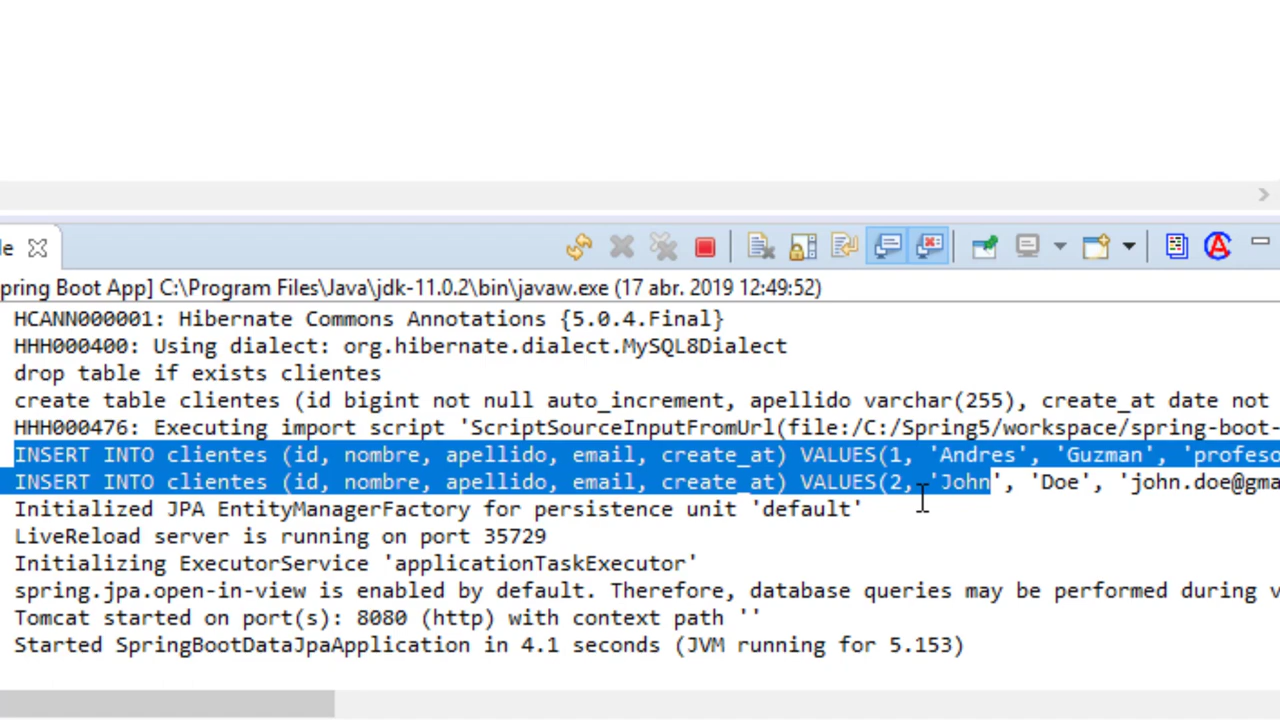 le
pring Boot App] C:\Program Files\Java\jdk-11.0.2\bin\javaw.exe (17 abr. 2019 12:49:52)
HCANN000001: Hibernate Commons Annotations {5.0.4.Final}
HHH000400: Using dialect: org.hibernate.dialect.MySQL8Dialect
drop table if exists clientes
create table clientes (id bigint not null auto_increment, apellido varchar(255), create_at date not
HHH000476: Executing import script 'ScriptSourceInputFromUrl(file:/C:/Spring5/workspace/spring-boot-
INSERT INTO clientes (id, nombre, apellido, email, create_at) VALUES(1, 'Andres', 'Guzman', 'profeso
INSERT INTO clientes (id, nombre, apellido, email, create_at) VALUES(2, 'John', 'Doe', 'john.doe@gma
Initialized JPA EntityManagerFactory for persistence unit 'default'
LiveReload server is running on port 35729
Initializing ExecutorService 'applicationTaskExecutor'
spring.jpa.open-in-view is enabled by default. Therefore, database queries may be performed during v
Tomcat started on port(s): 8080 (http) with context path ''
Started SpringBootDataJpaApplication in 4.1 seconds (JVM running for 5.153)